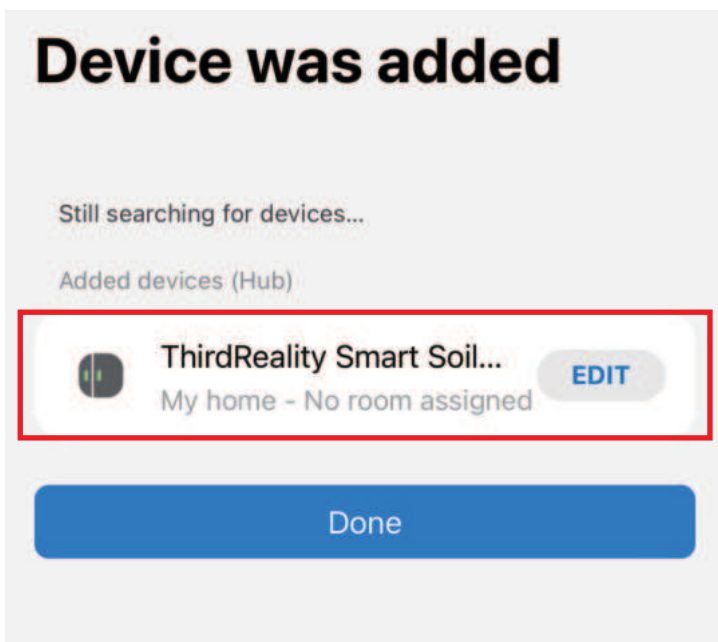 Device was added
Still searching for devices...
Added devices (Hub)
ThirdReality Smart Soil...
EDIT
My home - No room assigned
Done